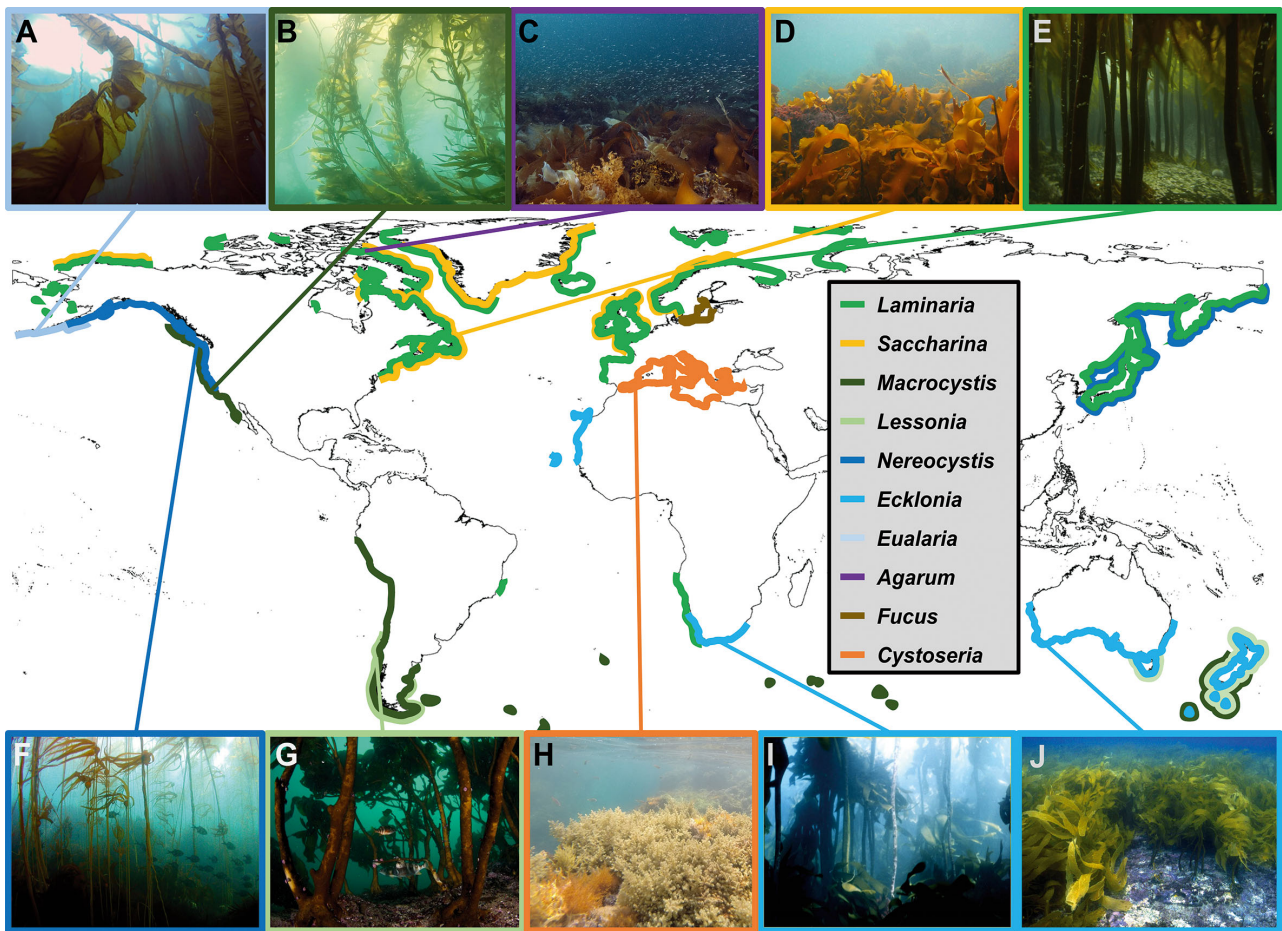 A
B
C
D
E
Laminaria
Saccharina
Macrocystis
Lessonia
Nereocystis
Ecklonia
Eualaria
Agarum
Fucus
Cystoseria
F
G
H
I
J